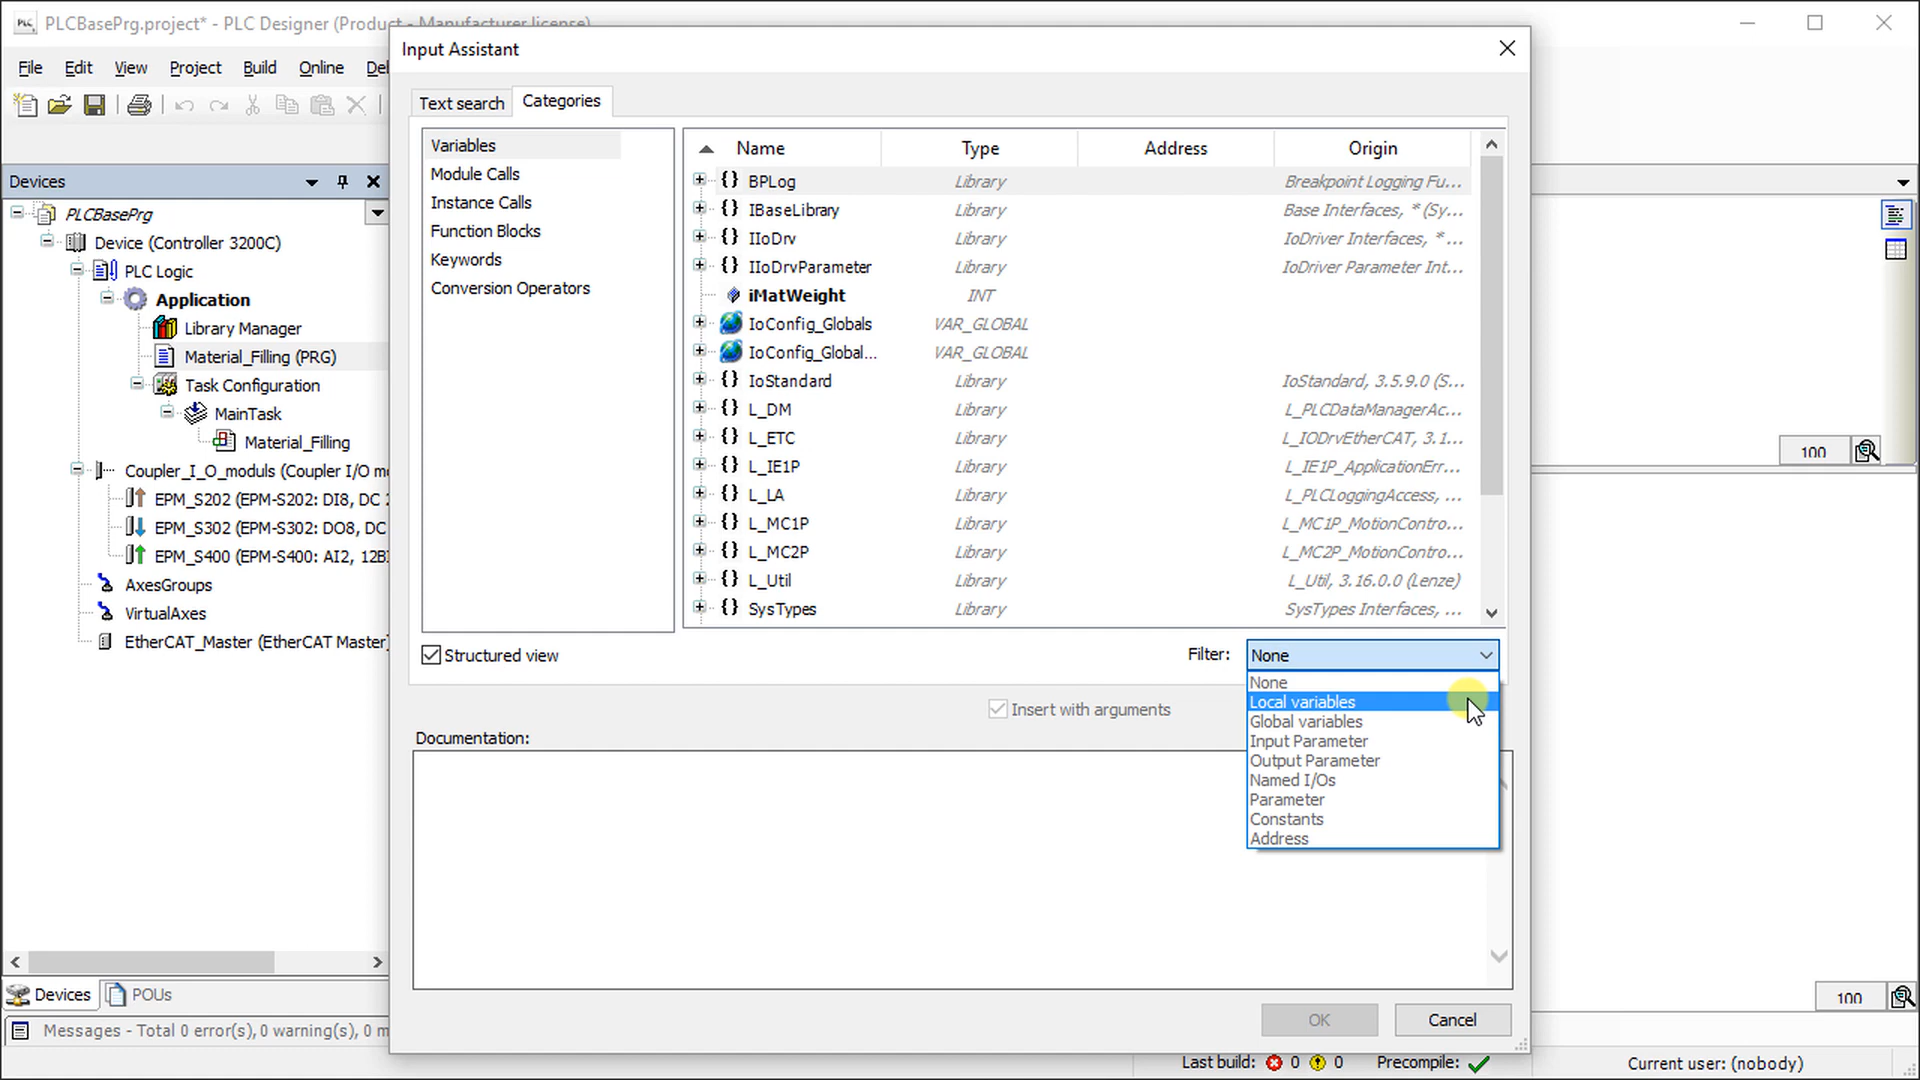 PLCBasePrg.project* - PLC Designer (Product - Manufacturer license)
File Edit View Project Build Online
Devices
PLCBasePrg
Device (Controller 3200C)
PLC Logic
Application
Library Manager
Material_Filling (PRG)
Task Configuration
MainTask
Material_Filling
Coupler_I_O_moduls (Coupler I/O
EPM_S202 (EPM-S202: DI8, DC
EPM_S302 (EPM-S302: DO8, DC
EPM_S400 (EPM-S400: AI2, 12BI
AxesGroups
VirtualAxes
EtherCAT_Master (EtherCAT Master)
Devices POUs
Messages - Total 0 error(s), 0 warning(s), 0 m
Input Assistant
Text search Categories
Variables
Module Calls
Instance Calls
Function Blocks
Keywords
Conversion Operators
Name Type Address Origin
BPLog Library Breakpoint Logging Fu...
IBaseLibrary Library Base Interfaces, * (Sy...
IIoDrv Library IoDriver Interfaces, * ...
IIoDrvParameter Library IoDriver Parameter Int...
iMatWeight INT
IoConfig_Globals VAR_GLOBAL
IoConfig_Global... VAR_GLOBAL
IoStandard Library IoStandard, 3.5.9.0 (S...
L_DM Library L_PLCDataManagerAc...
L_ETC Library L_IODrvEtherCAT, 3.1...
L_IE1P Library L_IE1P_ApplicationErr...
L_LA Library L_PLCLoggingAccess, ...
L_MC1P Library L_MC1P_MotionContro...
L_MC2P Library L_MC2P_MotionContro...
L_Util Library L_Util, 3.16.0.0 (Lenze)
SysTypes Library SysTypes Interfaces, ...
Structured view
Filter: None
None
Local variables
Global variables
Input Parameter
Output Parameter
Named I/Os
Parameter
Constants
Address
Insert with arguments
Documentation:
OK Cancel
100
100
Last build: 0 0 Precompile: Current user: (nobody)